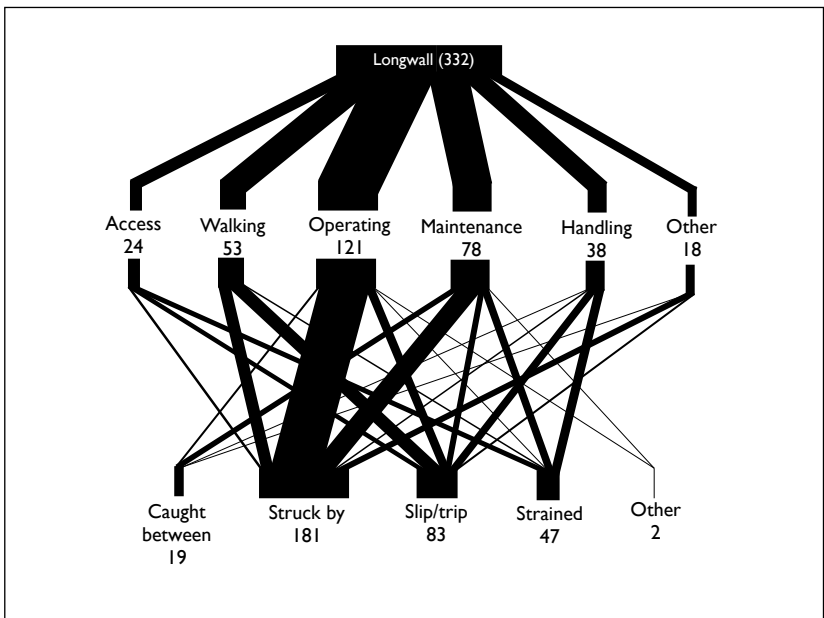 Longwall (332)
Access
24
Walking
53
Operating
121
Maintenance
78
Handling
38
Other
18
Caught
between
19
Struck by
181
Slip/trip
83
Strained
47
Other
2